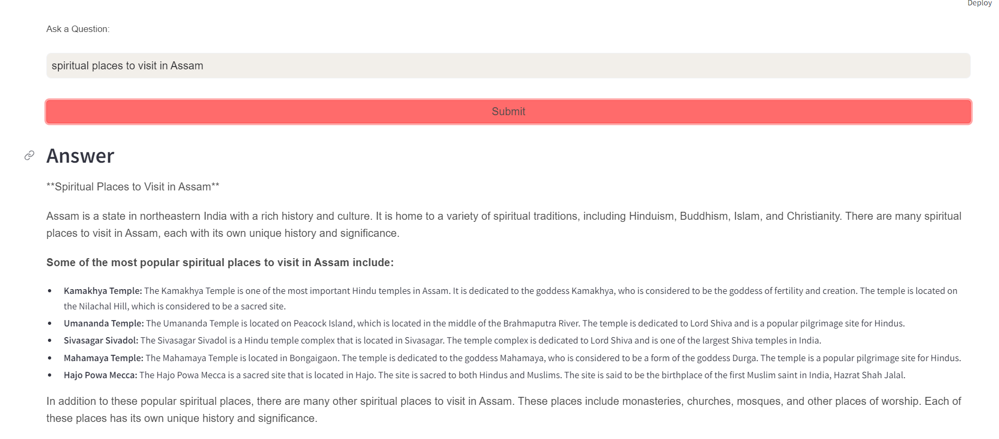 Deploy
Ask a Question:
spiritual places to visit in Assam
Submit
Answer
**Spiritual Places to Visit in Assam**
Assam is a state in northeastern India with a rich history and culture. It is home to a variety of spiritual traditions, including Hinduism, Buddhism, Islam, and Christianity. There are many spiritual
places to visit in Assam, each with its own unique history and significance.
Some of the most popular spiritual places to visit in Assam include:
• Kamakhya Temple: The Kamakhya Temple is one of the most important Hindu temples in Assam. It is dedicated to the goddess Kamakhya, who is considered to be the goddess of fertility and creation. The temple is located on
the Nilachal Hill, which is considered to be a sacred site.
• Umananda Temple: The Umananda Temple is located on Peacock Island, which is located in the middle of the Brahmaputra River. The temple is dedicated to Lord Shiva and is a popular pilgrimage site for Hindus.
• Sivasagar Sivadol: The Sivasagar Sivadol is a Hindu temple complex that is located in Sivasagar. The temple complex is dedicated to Lord Shiva and is one of the largest Shiva temples in India.
• Mahamaya Temple: The Mahamaya Temple is located in Bongaigaon. The temple is dedicated to the goddess Mahamaya, who is considered to be a form of the goddess Durga. The temple is a popular pilgrimage site for Hindus.
• Hajo Powa Mecca: The Hajo Powa Mecca is a sacred site that is located in Hajo. The site is sacred to both Hindus and Muslims. The site is said to be the birthplace of the first Muslim saint in India, Hazrat Shah Jalal.
In addition to these popular spiritual places, there are many other spiritual places to visit in Assam. These places include monasteries, churches, mosques, and other places of worship. Each of
these places has its own unique history and significance.